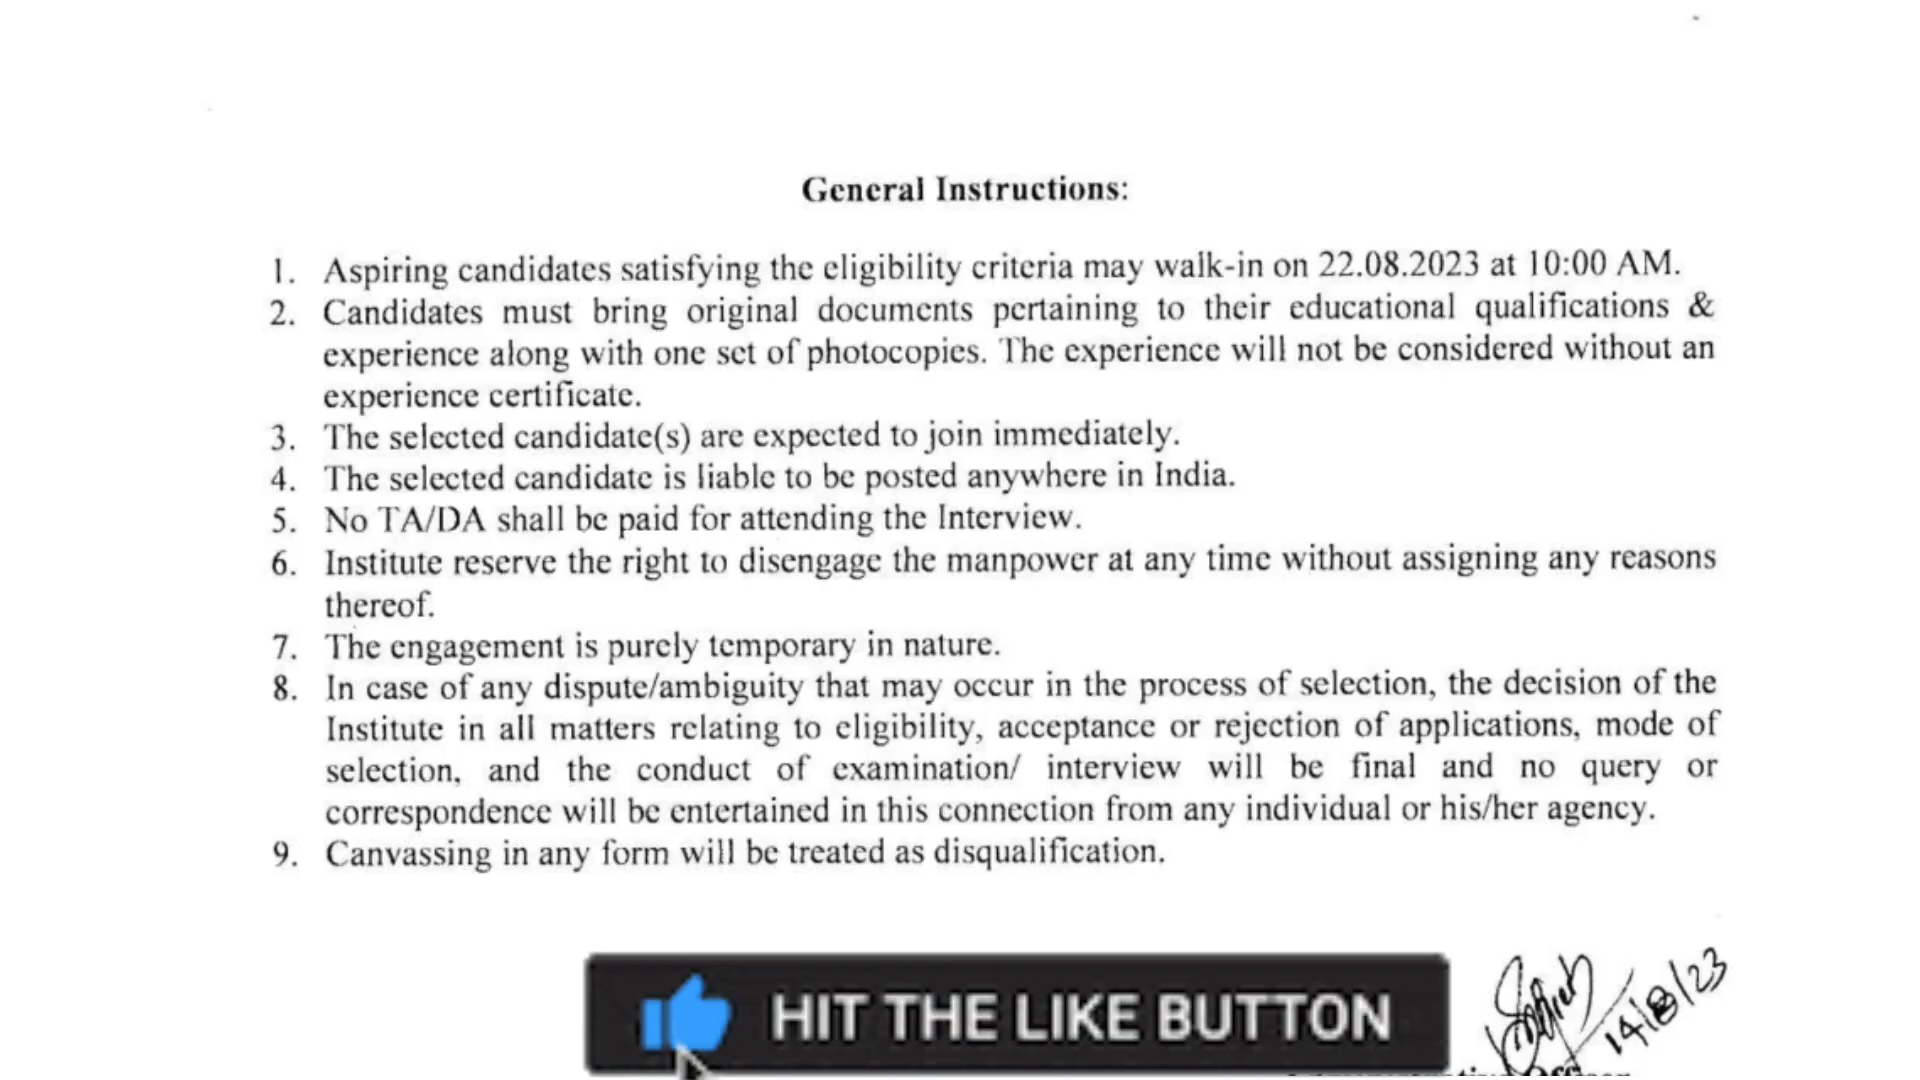 General Instructions:
1. Aspiring candidates satisfying the eligibility criteria may walk-in on 22.08.2023 at 10:00 AM.
2. Candidates must bring original documents pertaining to their educational qualifications &
experience along with one set of photocopies. The experience will not be considered without an
experience certificate.
3. The selected candidate(s) are expected to join immediately.
4. The selected candidate is liable to be posted anywhere in India.
5. No TA/DA shall be paid for attending the Interview.
6. Institute reserve the right to disengage the manpower at any time without assigning any reasons
thereof.
7. The engagement is purely temporary in nature.
8. In case of any dispute/ambiguity that may occur in the process of selection, the decision of the
Institute in all matters relating to eligibility, acceptance or rejection of applications, mode of
selection, and the conduct of examination/ interview will be final and no query or
correspondence will be entertained in this connection from any individual or his/her agency.
9. Canvassing in any form will be treated as disqualification.
HIT THE LIKE BUTTON
14/8/23